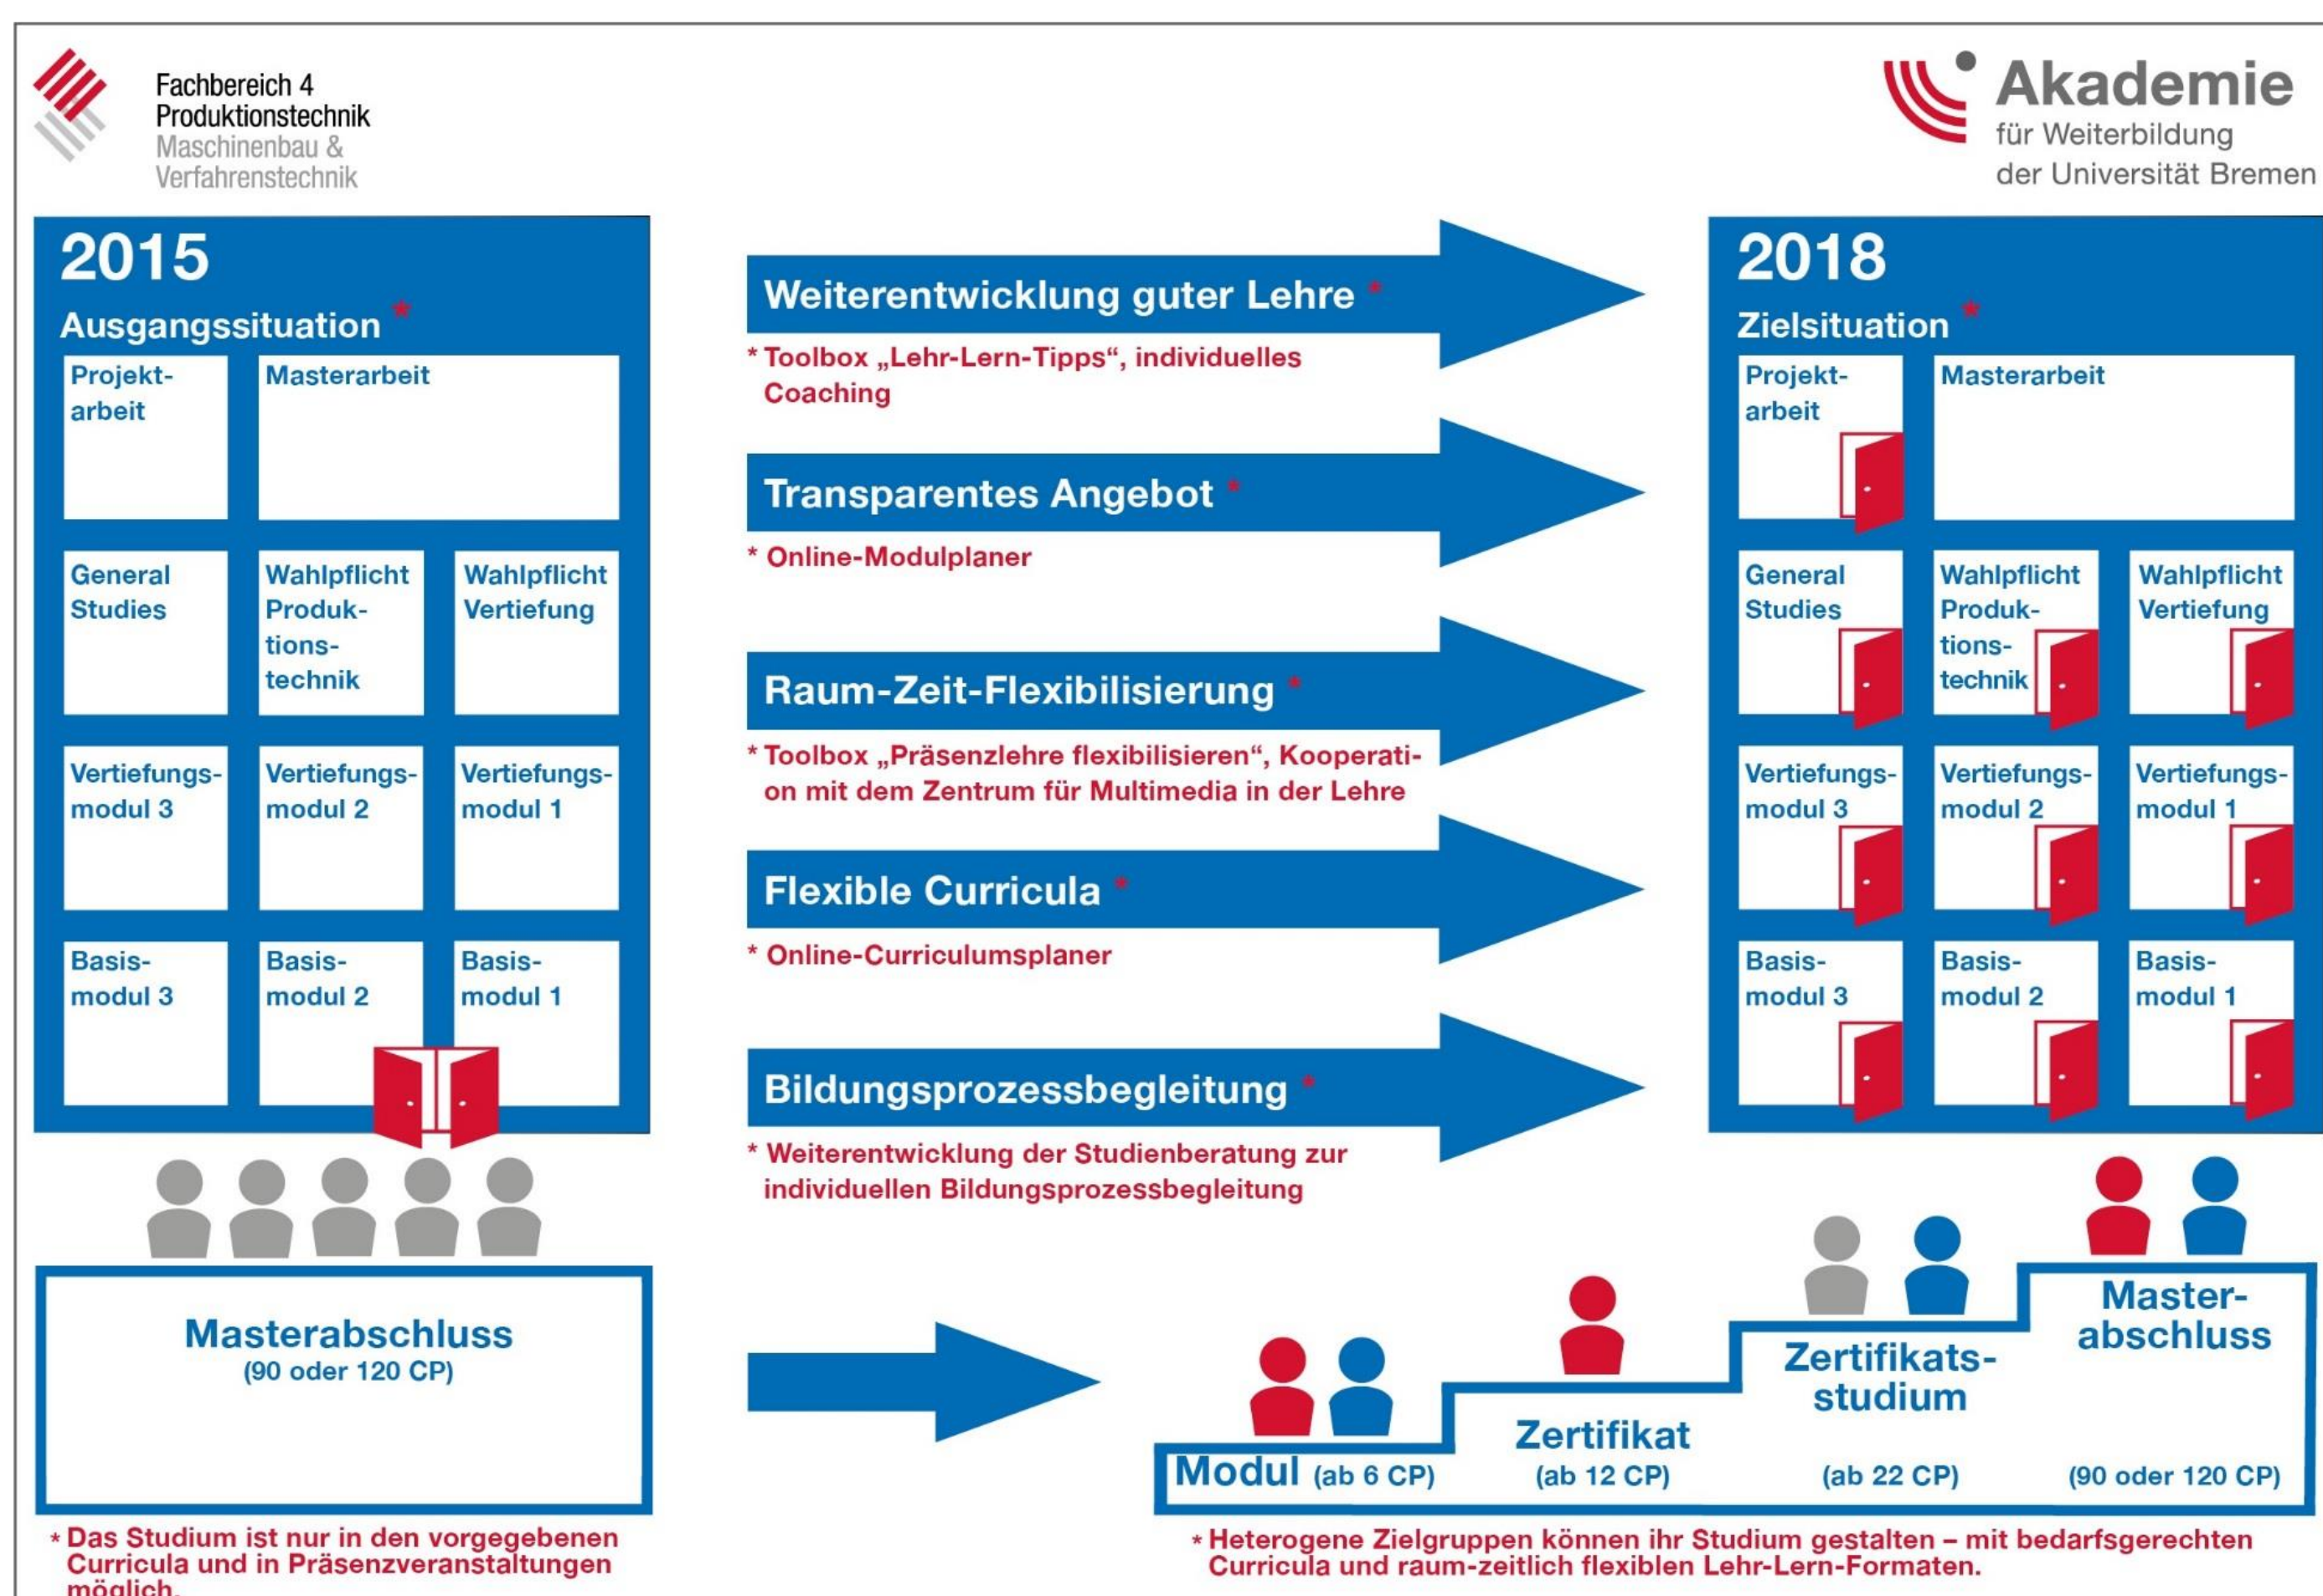 Fachbereich 4
Produktionstechnik
Maschinenbau &
Verfahrenstechnik
Akademie
für Weiterbildung
der Universität Bremen
2015
Ausgangssituation *
Projekt-
arbeit
Masterarbeit
General
Studies
Wahlpflicht
Produk-
tions-
technik
Wahlpflicht
Vertiefung
Vertiefungs-
modul 3
Vertiefungs-
modul 2
Vertiefungs-
modul 1
Basis-
modul 3
Basis-
modul 2
Basis-
modul 1
Masterabschluss
(90 oder 120 CP)
* Das Studium ist nur in den vorgegebenen
Curricula und in Präsenzveranstaltungen
möglich.
Weiterentwicklung guter Lehre *
* Toolbox „Lehr-Lern-Tipps“, individuelles
Coaching
Transparentes Angebot *
* Online-Modulplaner
Raum-Zeit-Flexibilisierung *
* Toolbox „Präsenzlehre flexibilisieren“, Kooperati-
on mit dem Zentrum für Multimedia in der Lehre
Flexible Curricula *
* Online-Curriculumsplaner
Bildungsprozessbegleitung *
* Weiterentwicklung der Studienberatung zur
individuellen Bildungsprozessbegleitung
2018
Zielsituation *
Projekt-
arbeit
Masterarbeit
General
Studies
Wahlpflicht
Produk-
tions-
technik
Wahlpflicht
Vertiefung
Vertiefungs-
modul 3
Vertiefungs-
modul 2
Vertiefungs-
modul 1
Basis-
modul 3
Basis-
modul 2
Basis-
modul 1
Modul (ab 6 CP)
Zertifikat
(ab 12 CP)
Zertifikats-
studium
(ab 22 CP)
Master-
abschluss
(90 oder 120 CP)
* Heterogene Zielgruppen können ihr Studium gestalten – mit bedarfsgerechten
Curricula und raum-zeitlich flexiblen Lehr-Lern-Formaten.